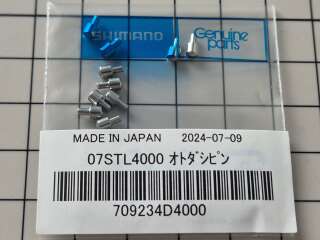 SHIMANO
Genuine
parts
MADE IN JAPAN 2024-07-09
07STL4000 ｵﾄﾀﾞｼﾋﾟﾝ
709234D4000